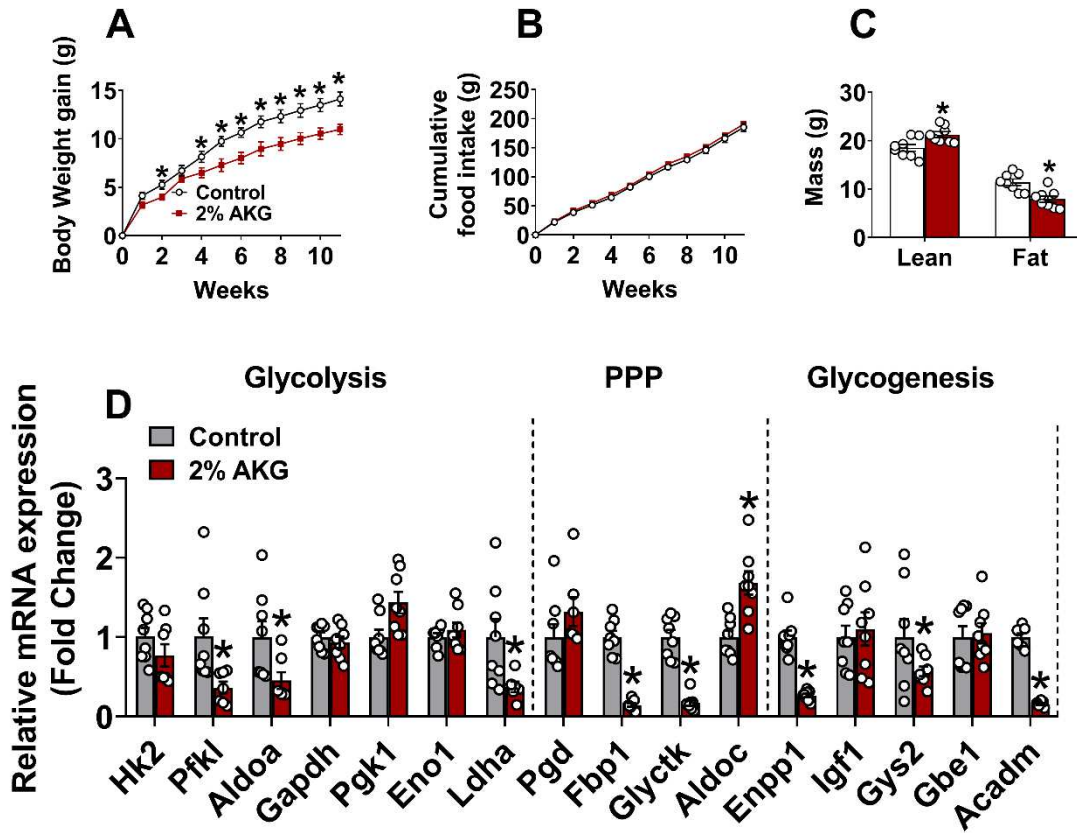 A
Body Weight gain (g)
15
10
5
0
* * * * * * * * *
Control
2% AKG
0 2 4 6 8 10
Weeks
B
Cumulative
food intake (g)
250
200
150
100
50
0
0 2 4 6 8 10
Weeks
C
Mass (g)
30
20
10
0
* *
Lean Fat
D
Glycolysis PPP Glycogenesis
Control
2% AKG
Relative mRNA expression
(Fold Change)
3
2
1
0
* * * * * * * * *
Hk2 Pfkl Aldoa Gapdh Pgk1 Eno1 Ldha Pgd Fbp1 Glyctk Aldoc Enpp1 Igf1 Gys2 Gbe1 Acadm